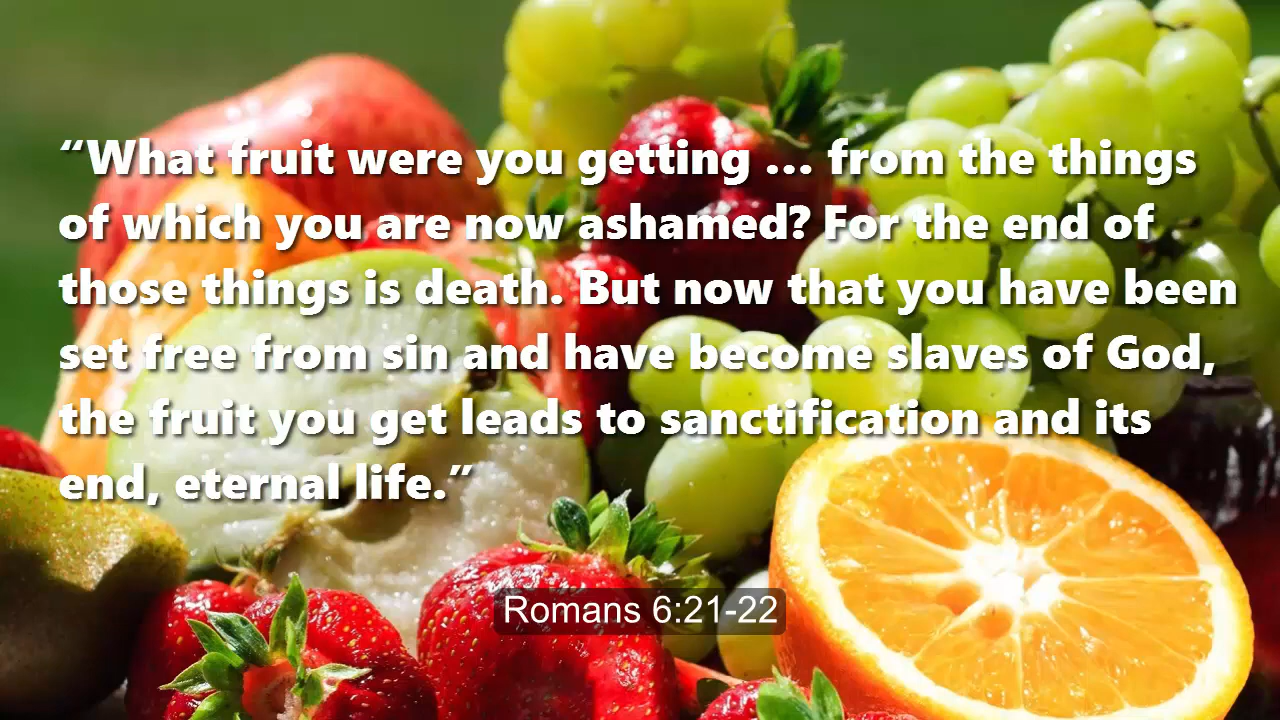 “What fruit were you getting ... from the things
of which you are now ashamed? For the end of
those things is death. But now that you have been
set free from sin and have become slaves of God,
the fruit you get leads to sanctification and its
end, eternal life.”
Romans 6:21-22